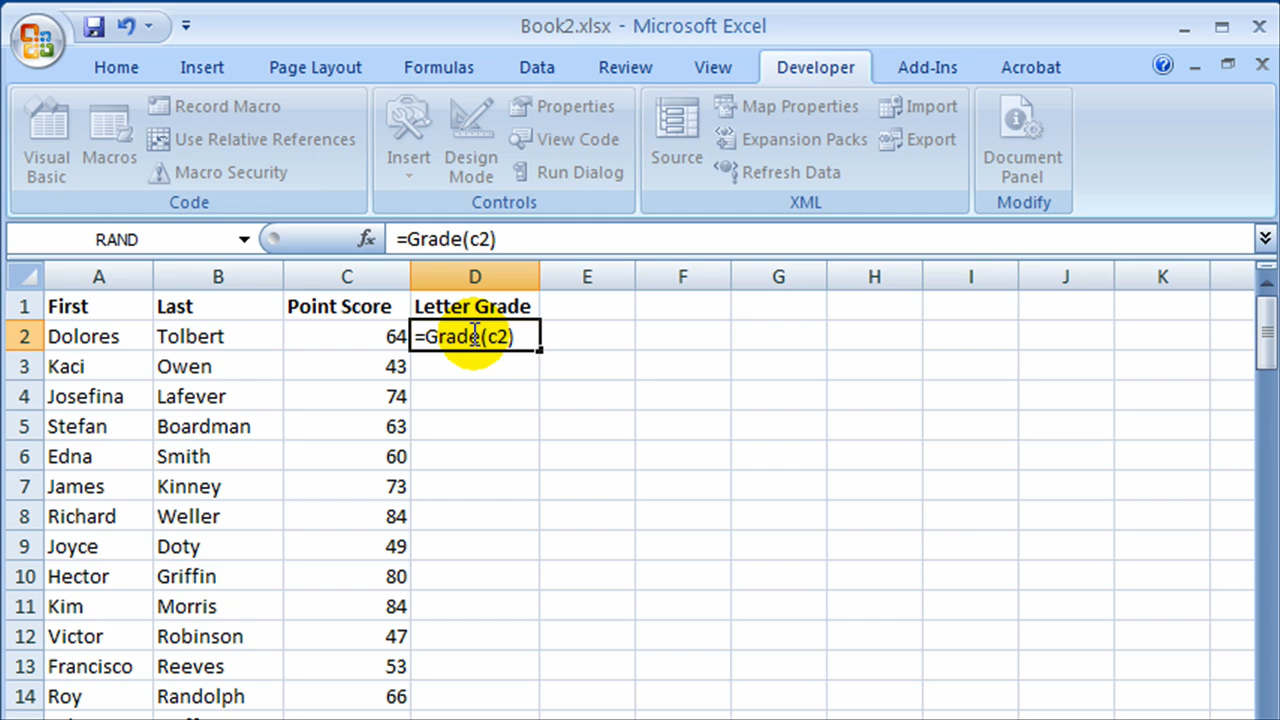 Book2.xlsx - Microsoft Excel
Home Insert Page Layout Formulas Data Review View Developer Add-Ins Acrobat
Visual Basic
Macros
Record Macro
Use Relative References
Macro Security
Code
Insert
Design Mode
Properties
View Code
Run Dialog
Controls
Source
Map Properties
Expansion Packs
Refresh Data
Import
Export
XML
Document Panel
Modify
RAND fx =Grade(c2)
A B C D E F G H I J K
1 First Last Point Score Letter Grade
2 Dolores Tolbert 64 =Grade(c2)
3 Kaci Owen 43
4 Josefina Lafever 74
5 Stefan Boardman 63
6 Edna Smith 60
7 James Kinney 73
8 Richard Weller 84
9 Joyce Doty 49
10 Hector Griffin 80
11 Kim Morris 84
12 Victor Robinson 47
13 Francisco Reeves 53
14 Roy Randolph 66